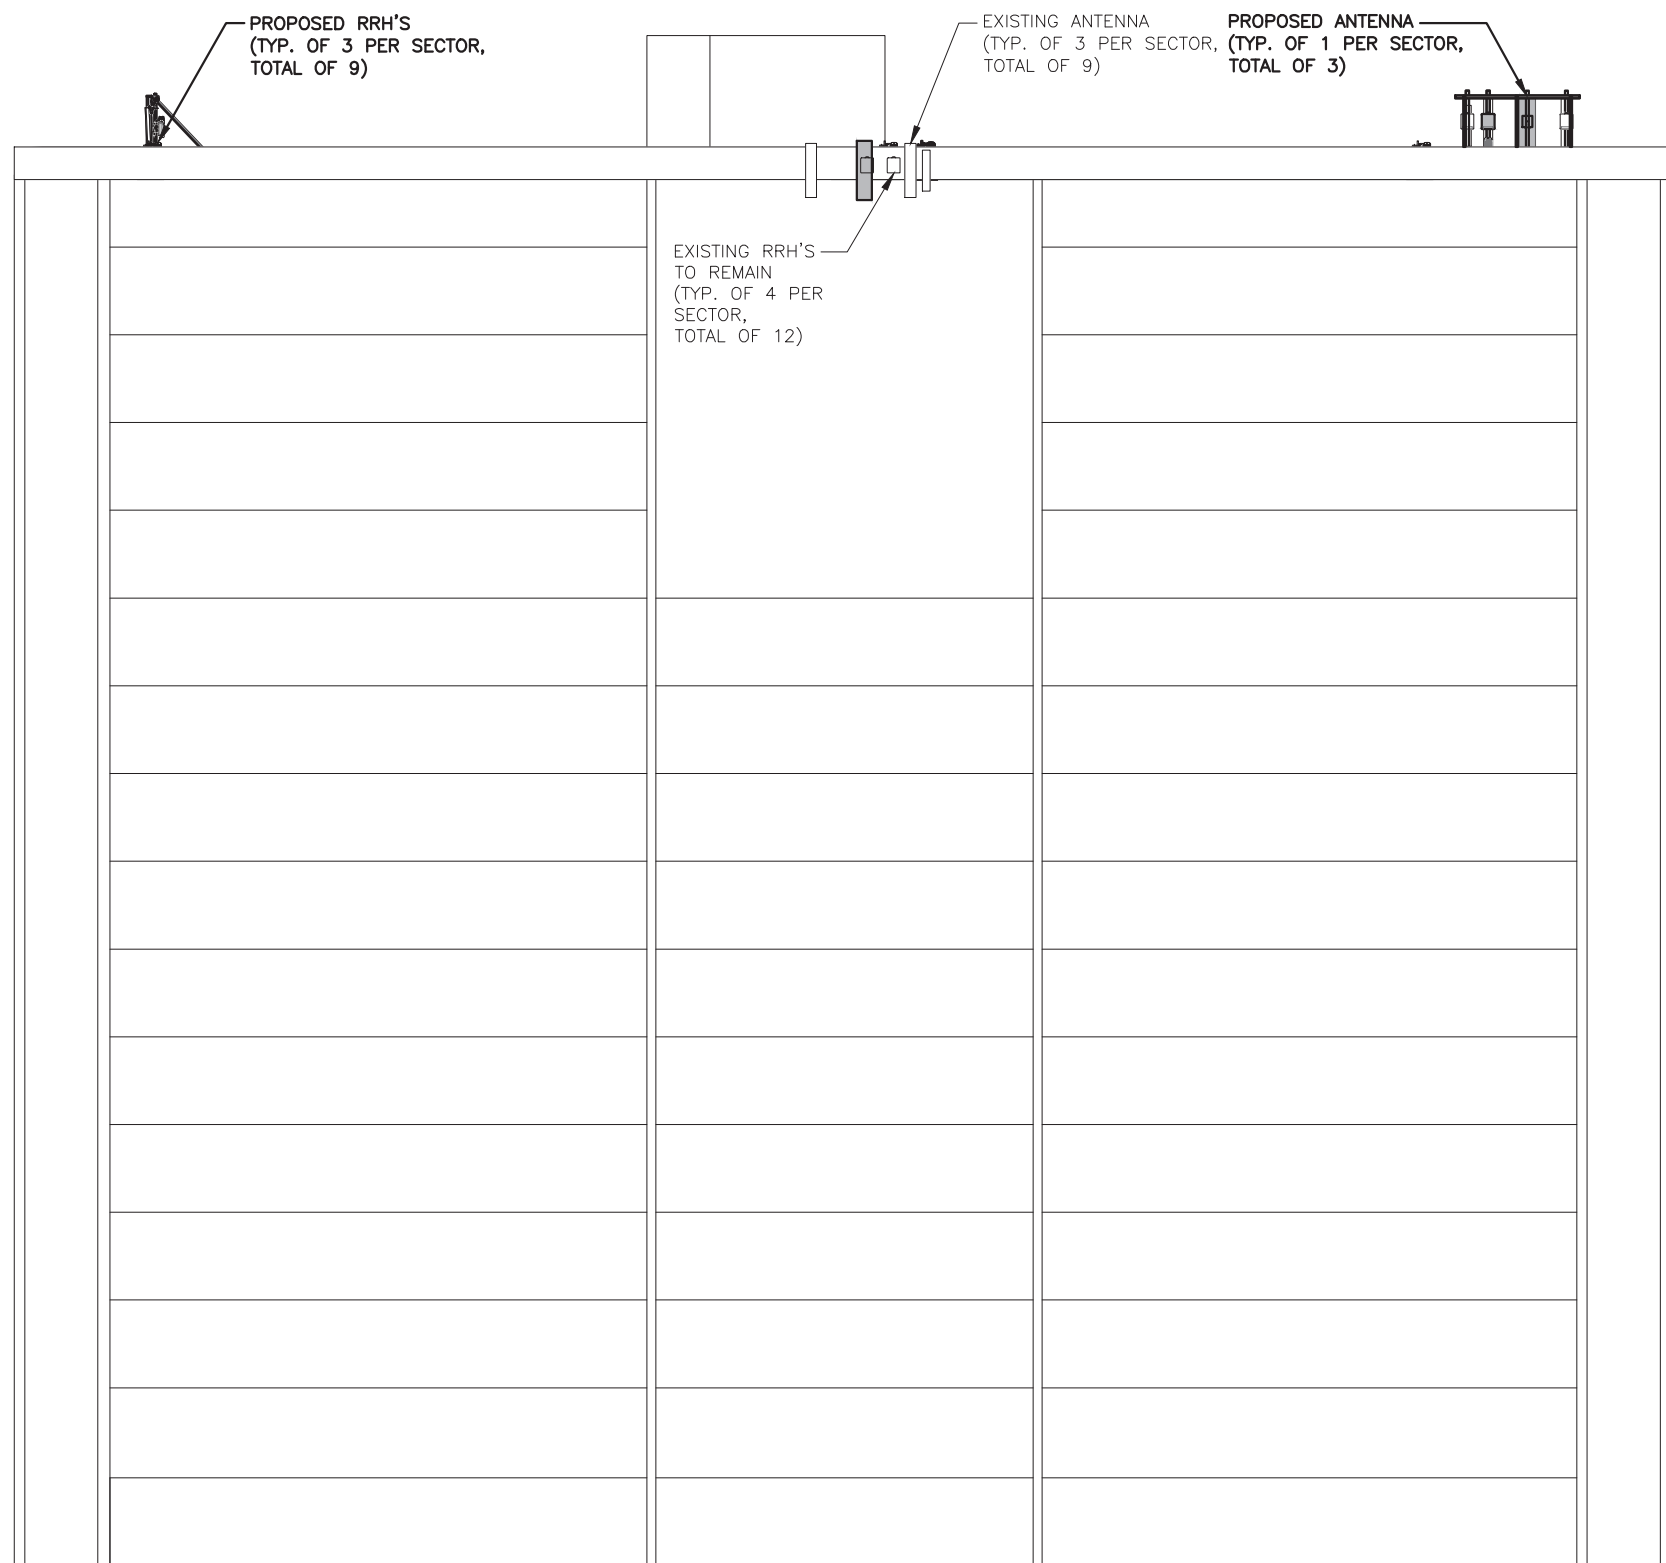 PROPOSED RRH'S
(TYP. OF 3 PER SECTOR,
TOTAL OF 9)
EXISTING ANTENNA
(TYP. OF 3 PER SECTOR,
TOTAL OF 9)
PROPOSED ANTENNA
(TYP. OF 1 PER SECTOR,
TOTAL OF 3)
EXISTING RRH'S
TO REMAIN
(TYP. OF 4 PER
SECTOR,
TOTAL OF 12)